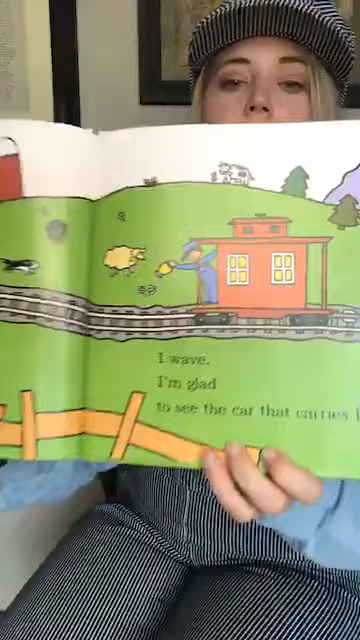 I wave.
I'm glad
to see the car that carries